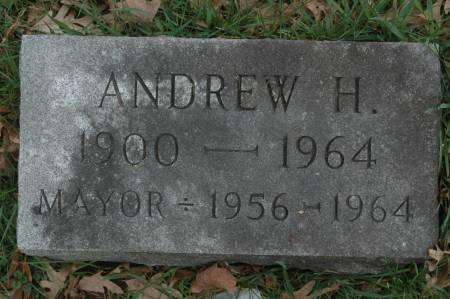 ANDREW H.
1900 — 1964
MAYOR ÷ 1956 - 1964